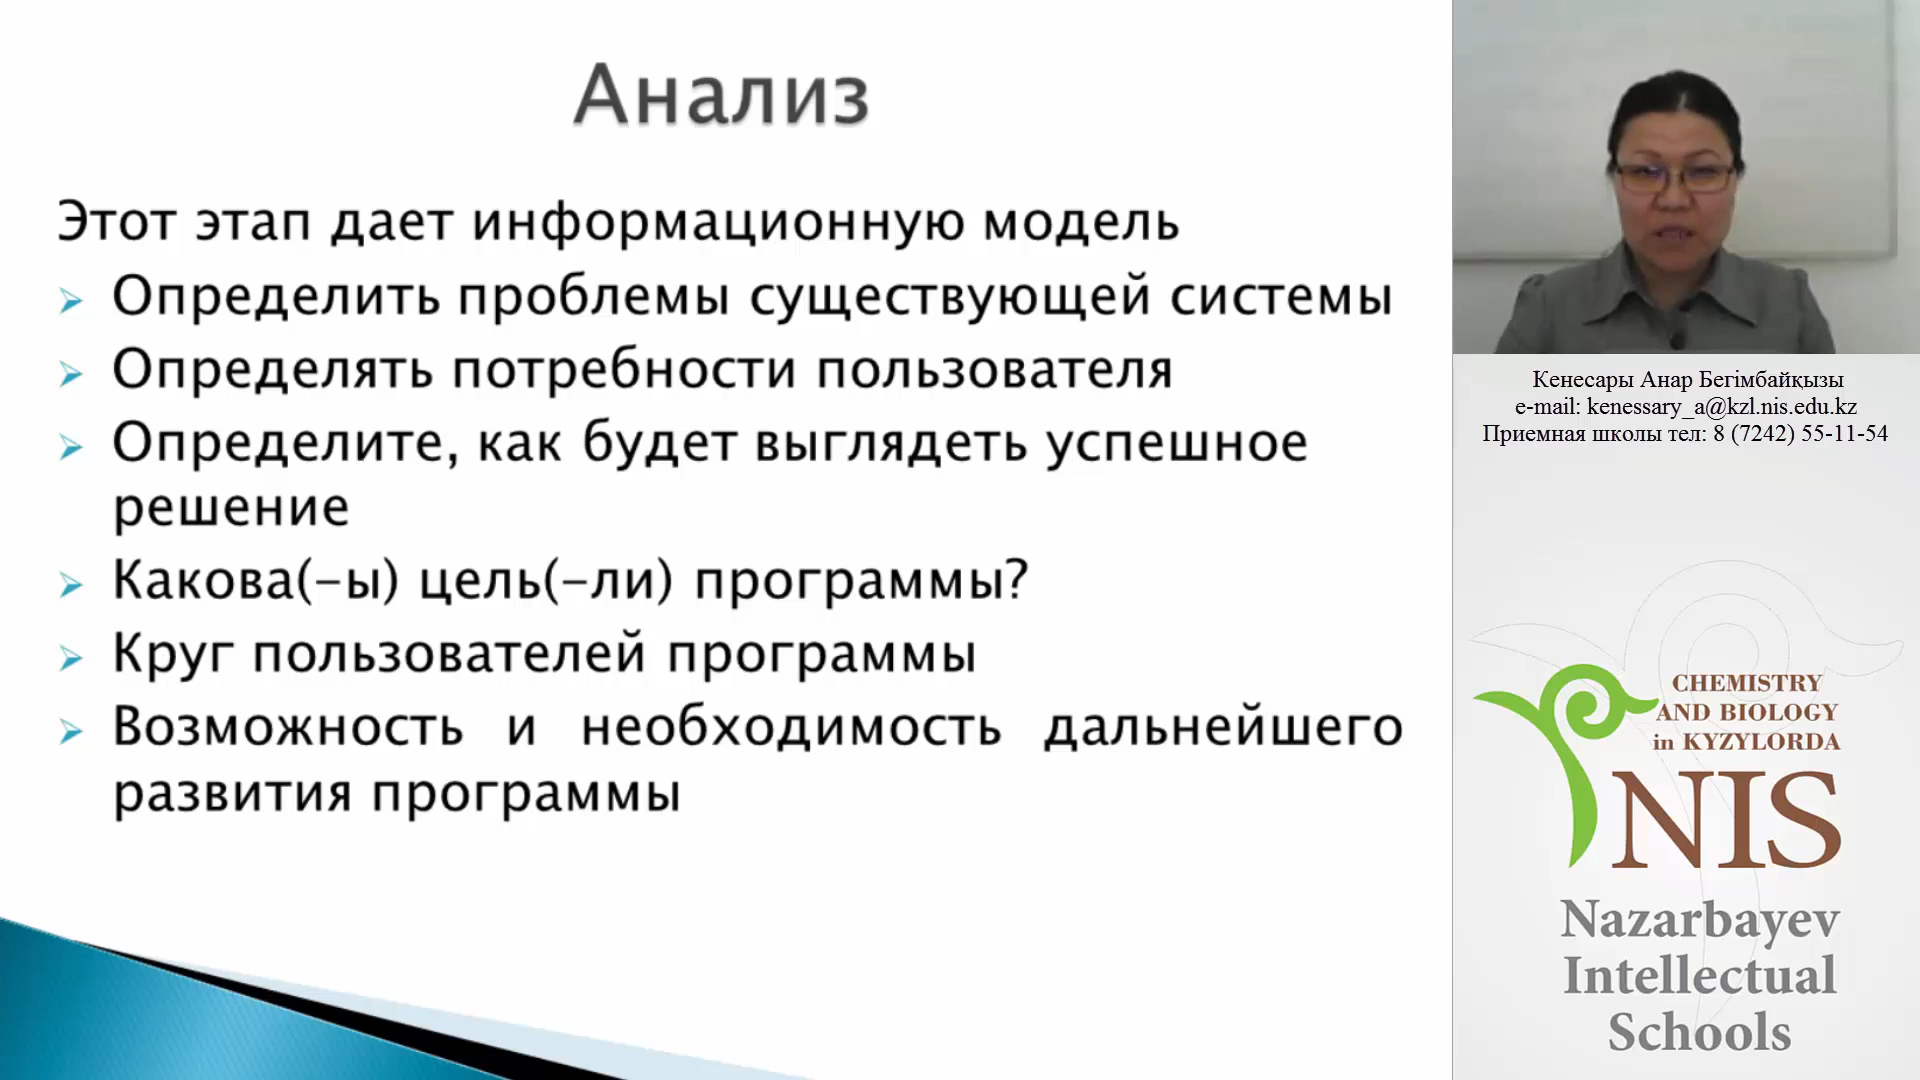 Анализ
Этот этап дает информационную модель
Определить проблемы существующей системы
Определять потребности пользователя
Определите, как будет выглядеть успешное
решение
Какова(-ы) цель(-ли) программы?
Круг пользователей программы
Возможность и необходимость дальнейшего
развития программы
Кенесары Анар Бегімбайқызы
e-mail: kenessary_a@kzl.nis.edu.kz
Приемная школы тел: 8 (7242) 55-11-54
CHEMISTRY
AND BIOLOGY
in KYZYLORDA
NIS
Nazarbayev
Intellectual
Schools